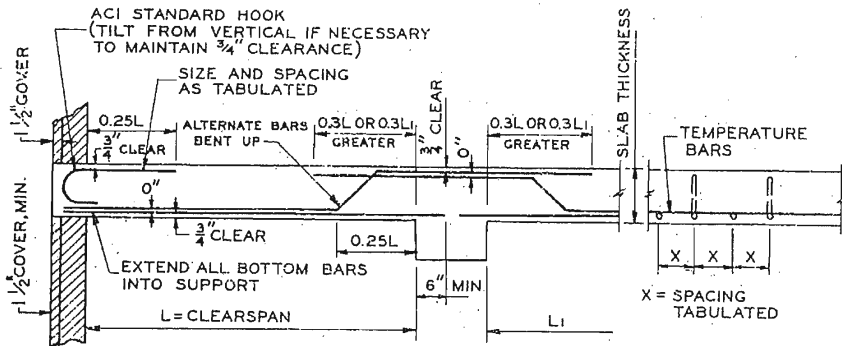 ACI STANDARD HOOK
(TILT FROM VERTICAL IF NECESSARY
TO MAINTAIN 3/4" CLEARANCE)
SIZE AND SPACING
AS TABULATED
1 1/2" COVER
0.25L
3/4" CLEAR
ALTERNATE BARS
BENT UP
0.3L OR 0.3L1
GREATER
3/4" CLEAR
0"
0.3L OR 0.3L1
GREATER
SLAB THICKNESS
TEMPERATURE
BARS
0"
3/4" CLEAR
0.25L
1 1/2" COVER, MIN.
EXTEND ALL BOTTOM BARS
INTO SUPPORT
6" MIN.
X X X
X = SPACING
TABULATED
L = CLEARSPAN
L1